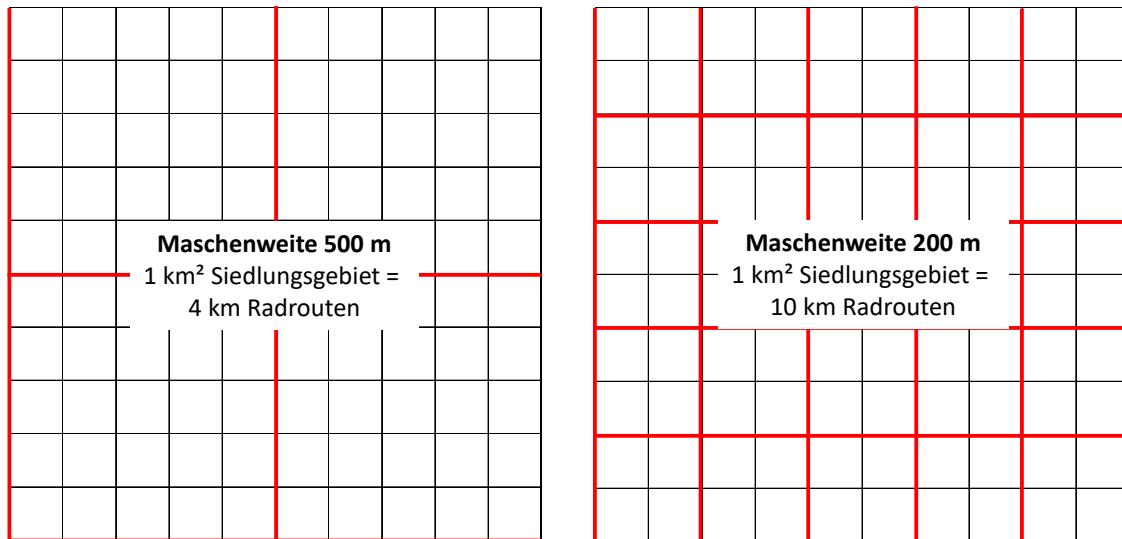 Maschenweite 500 m
1 km² Siedlungsgebiet =
4 km Radrouten
Maschenweite 200 m
1 km² Siedlungsgebiet =
10 km Radrouten